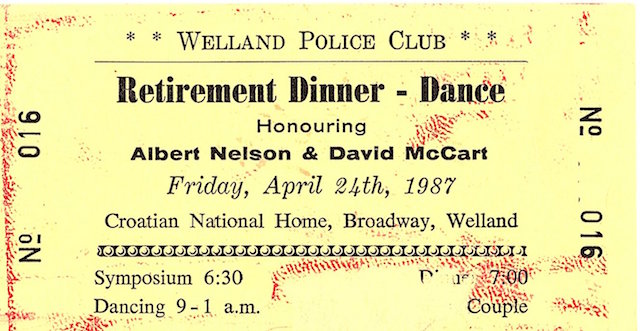 * * WELLAND POLICE CLUB * *
Retirement Dinner - Dance
Honouring
Albert Nelson & David McCart
Friday, April 24th, 1987
Croatian National Home, Broadway, Welland
Symposium 6:30
7:00
Dancing 9-1 a.m.
Couple
Nº 016
Nº 016